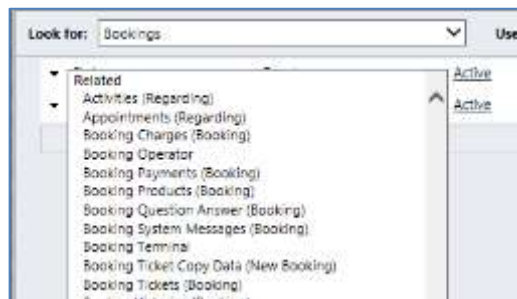 Look for: Bookings Use
Related
Active
Activities (Regarding)
Appointments (Regarding)
Active
Booking Charges (Booking)
Booking Operator
Booking Payments (Booking)
Booking Products (Booking)
Booking Question Answer (Booking)
Booking System Messages (Booking)
Booking Terminal
Booking Ticket Copy Data (New Booking)
Booking Tickets (Booking)